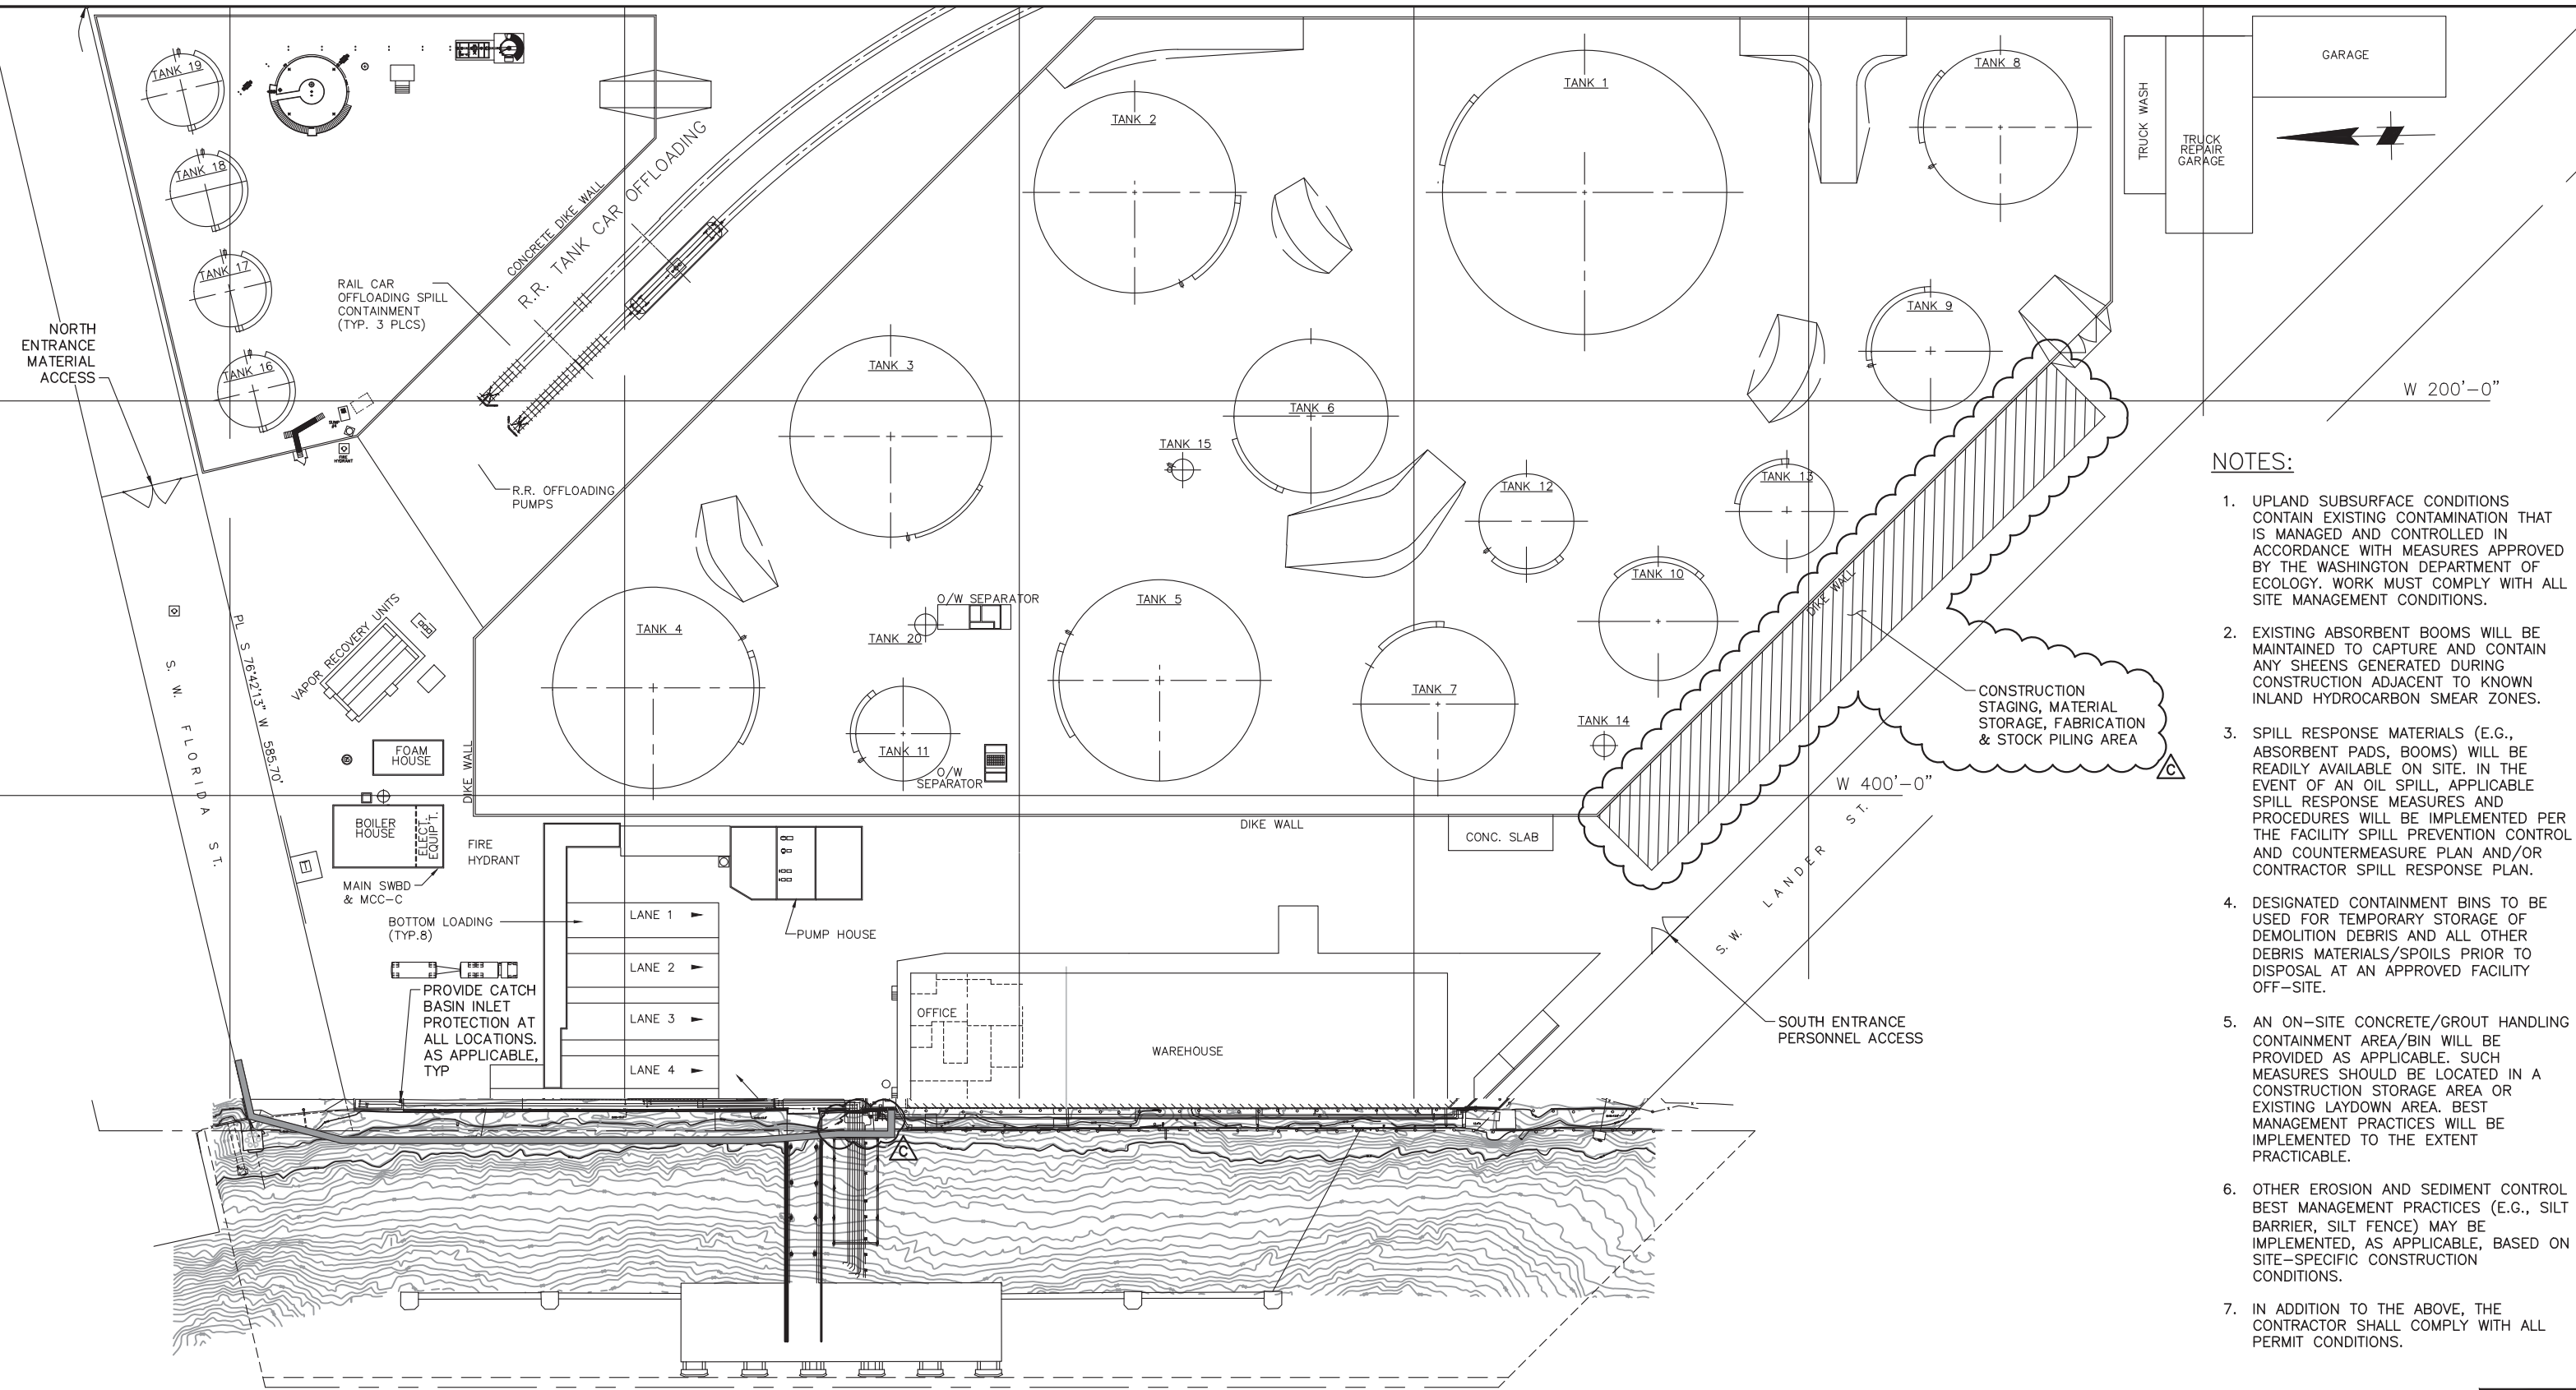 TANK 19
TANK 18
TANK 17
TANK 16
NORTH
ENTRANCE
MATERIAL
ACCESS
RAIL CAR
OFFLOADING SPILL
CONTAINMENT
(TYP. 3 PLCS)
CONCRETE DIKE WALL
R.R. TANK CAR OFFLOADING
FIRE
HYDRANT
R.R. OFFLOADING
PUMPS
TANK 2
TANK 1
TANK 8
TANK 3
TANK 6
TANK 9
TANK 15
TANK 12
TANK 13
TANK 10
TANK 4
TANK 20
O/W SEPARATOR
TANK 5
TANK 7
TANK 14
TANK 11
O/W
SEPARATOR
DIKE WALL
DIKE WALL
DIKE WALL
CONC. SLAB
TRUCK WASH
TRUCK
REPAIR
GARAGE
GARAGE
W 200'-0"
W 400'-0"
CONSTRUCTION
STAGING, MATERIAL
STORAGE, FABRICATION
& STOCK PILING AREA
C
S. W. LANDER ST.
SOUTH ENTRANCE
PERSONNEL ACCESS
S. W. FLORIDA ST.
PL S 76°42'13" W 585.70'
VAPOR RECOVERY UNITS
FOAM
HOUSE
BOILER
HOUSE
ELECT.
EQUIP'T.
FIRE
HYDRANT
MAIN SWBD
& MCC-C
BOTTOM LOADING
(TYP.8)
LANE 1
LANE 2
LANE 3
LANE 4
PUMP HOUSE
PROVIDE CATCH
BASIN INLET
PROTECTION AT
ALL LOCATIONS.
AS APPLICABLE,
TYP
OFFICE
WAREHOUSE
C
NOTES:
1. UPLAND SUBSURFACE CONDITIONS
CONTAIN EXISTING CONTAMINATION THAT
IS MANAGED AND CONTROLLED IN
ACCORDANCE WITH MEASURES APPROVED
BY THE WASHINGTON DEPARTMENT OF
ECOLOGY. WORK MUST COMPLY WITH ALL
SITE MANAGEMENT CONDITIONS.
2. EXISTING ABSORBENT BOOMS WILL BE
MAINTAINED TO CAPTURE AND CONTAIN
ANY SHEENS GENERATED DURING
CONSTRUCTION ADJACENT TO KNOWN
INLAND HYDROCARBON SMEAR ZONES.
3. SPILL RESPONSE MATERIALS (E.G.,
ABSORBENT PADS, BOOMS) WILL BE
READILY AVAILABLE ON SITE. IN THE
EVENT OF AN OIL SPILL, APPLICABLE
SPILL RESPONSE MEASURES AND
PROCEDURES WILL BE IMPLEMENTED PER
THE FACILITY SPILL PREVENTION CONTROL
AND COUNTERMEASURE PLAN AND/OR
CONTRACTOR SPILL RESPONSE PLAN.
4. DESIGNATED CONTAINMENT BINS TO BE
USED FOR TEMPORARY STORAGE OF
DEMOLITION DEBRIS AND ALL OTHER
DEBRIS MATERIALS/SPOILS PRIOR TO
DISPOSAL AT AN APPROVED FACILITY
OFF-SITE.
5. AN ON-SITE CONCRETE/GROUT HANDLING
CONTAINMENT AREA/BIN WILL BE
PROVIDED AS APPLICABLE. SUCH
MEASURES SHOULD BE LOCATED IN A
CONSTRUCTION STORAGE AREA OR
EXISTING LAYDOWN AREA. BEST
MANAGEMENT PRACTICES WILL BE
IMPLEMENTED TO THE EXTENT
PRACTICABLE.
6. OTHER EROSION AND SEDIMENT CONTROL
BEST MANAGEMENT PRACTICES (E.G., SILT
BARRIER, SILT FENCE) MAY BE
IMPLEMENTED, AS APPLICABLE, BASED ON
SITE-SPECIFIC CONSTRUCTION
CONDITIONS.
7. IN ADDITION TO THE ABOVE, THE
CONTRACTOR SHALL COMPLY WITH ALL
PERMIT CONDITIONS.